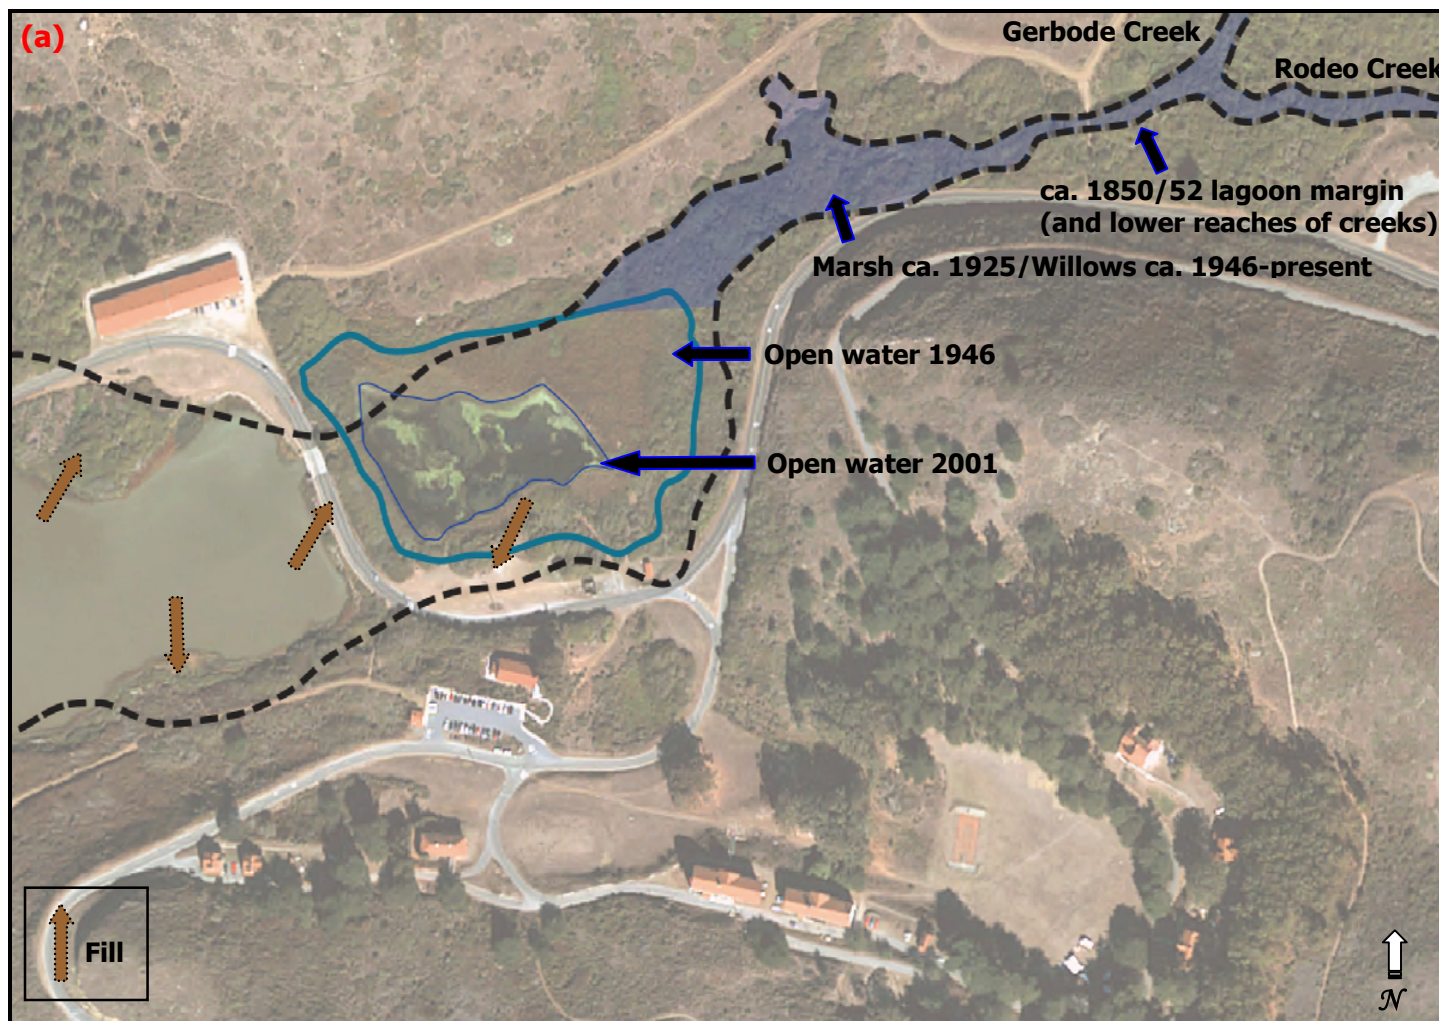 (a)
Gerbode Creek
Rodeo Creek
ca. 1850/52 lagoon margin
(and lower reaches of creeks)
Marsh ca. 1925/Willows ca. 1946-present
Open water 1946
Open water 2001
Fill
N